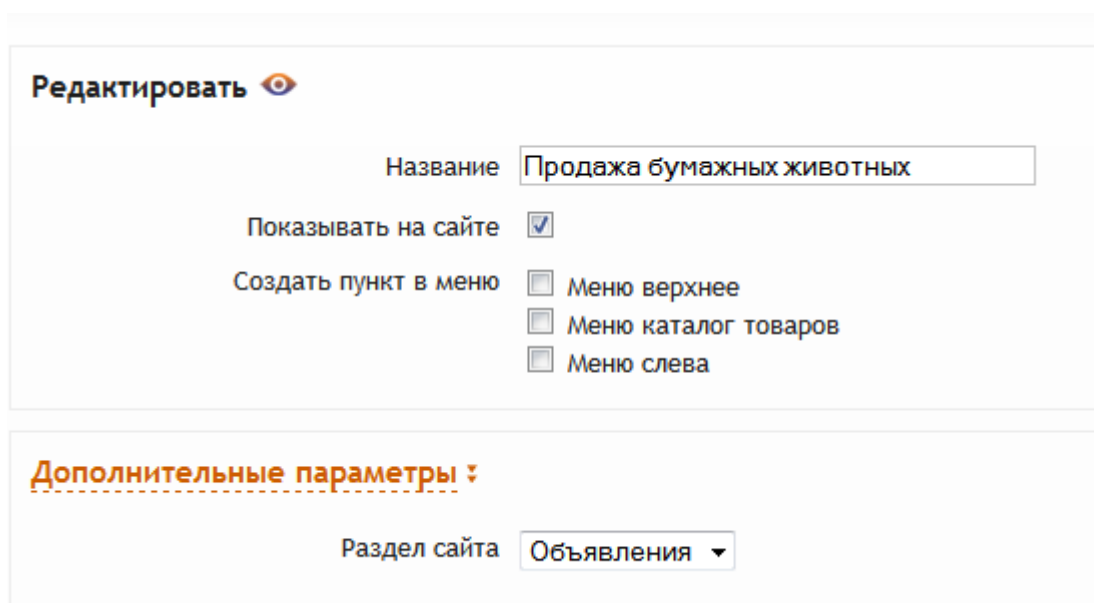 Редактировать
Название Продажа бумажных животных
Показывать на сайте
Создать пункт в меню Меню верхнее
Меню каталог товаров
Меню слева
Дополнительные параметры
Раздел сайта Объявления